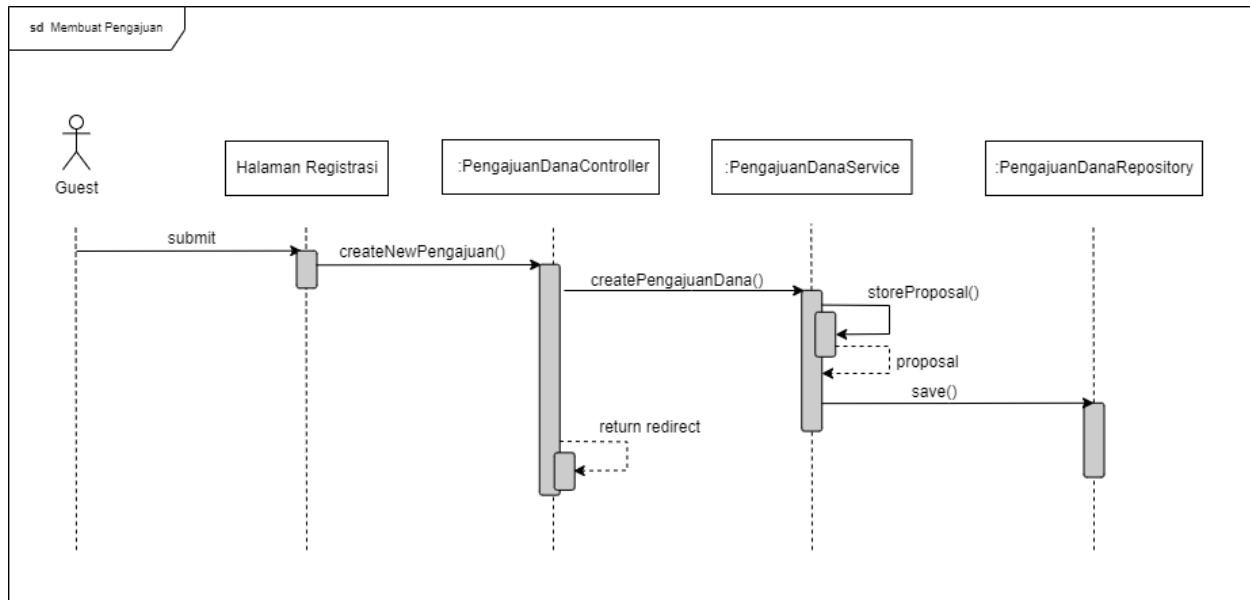 sd Membuat Pengajuan
Guest
Halaman Registrasi
:PengajuanDanaController
:PengajuanDanaService
:PengajuanDanaRepository
submit
createNewPengajuan()
createPengajuanDana()
storeProposal()
proposal
save()
return redirect